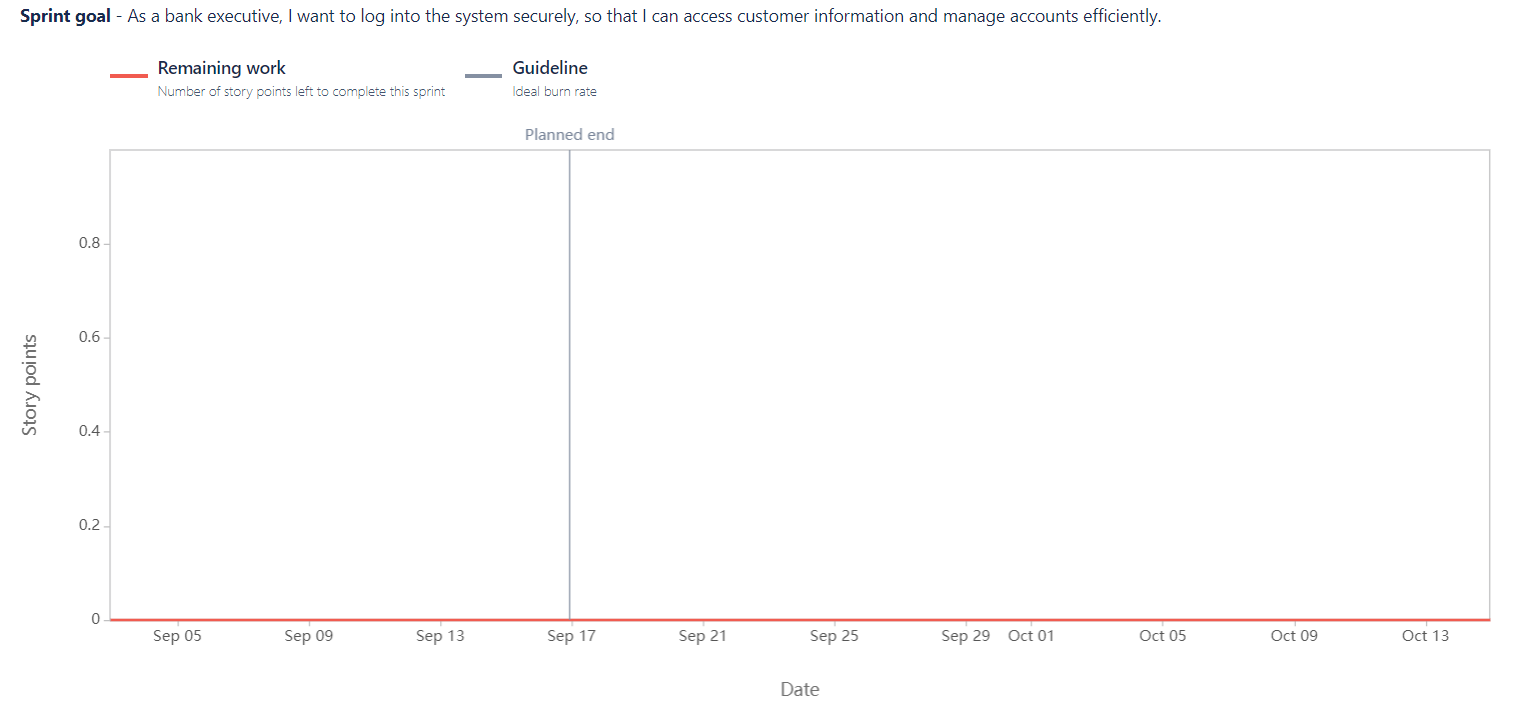 Sprint goal - As a bank executive, I want to log into the system securely, so that I can access customer information and manage accounts efficiently.
Remaining work
Number of story points left to complete this sprint
Guideline
Ideal burn rate
Planned end
Story points
0.8
0.6
0.4
0.2
0
Sep 05 Sep 09 Sep 13 Sep 17 Sep 21 Sep 25 Sep 29 Oct 01 Oct 05 Oct 09 Oct 13
Date